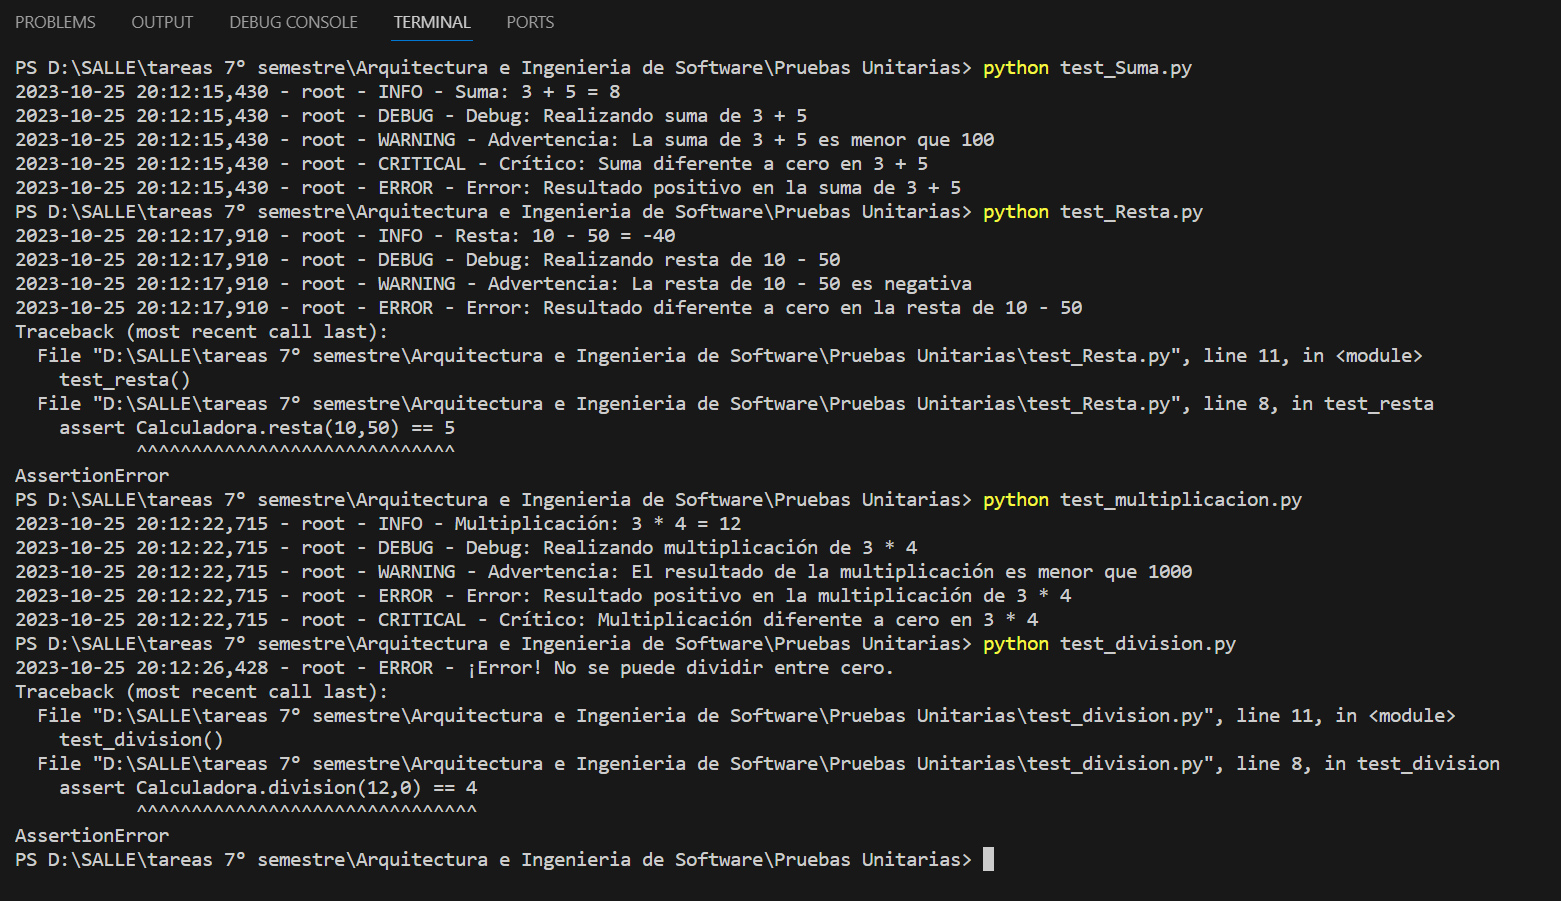 PROBLEMS OUTPUT DEBUG CONSOLE TERMINAL PORTS
PS D:\SALLE\tareas 7° semestre\Arquitectura e Ingenieria de Software\Pruebas Unitarias> python test_Suma.py
2023-10-25 20:12:15,430 - root - INFO - Suma: 3 + 5 = 8
2023-10-25 20:12:15,430 - root - DEBUG - Debug: Realizando suma de 3 + 5
2023-10-25 20:12:15,430 - root - WARNING - Advertencia: La suma de 3 + 5 es menor que 100
2023-10-25 20:12:15,430 - root - CRITICAL - Crítico: Suma diferente a cero en 3 + 5
2023-10-25 20:12:15,430 - root - ERROR - Error: Resultado positivo en la suma de 3 + 5
PS D:\SALLE\tareas 7° semestre\Arquitectura e Ingenieria de Software\Pruebas Unitarias> python test_Resta.py
2023-10-25 20:12:17,910 - root - INFO - Resta: 10 - 50 = -40
2023-10-25 20:12:17,910 - root - DEBUG - Debug: Realizando resta de 10 - 50
2023-10-25 20:12:17,910 - root - WARNING - Advertencia: La resta de 10 - 50 es negativa
2023-10-25 20:12:17,910 - root - ERROR - Error: Resultado diferente a cero en la resta de 10 - 50
Traceback (most recent call last):
  File "D:\SALLE\tareas 7° semestre\Arquitectura e Ingenieria de Software\Pruebas Unitarias\test_Resta.py", line 11, in <module>
    test_resta()
  File "D:\SALLE\tareas 7° semestre\Arquitectura e Ingenieria de Software\Pruebas Unitarias\test_Resta.py", line 8, in test_resta
    assert Calculadora.resta(10,50) == 5
           ^^^^^^^^^^^^^^^^^^^^^^^^^^^^^
AssertionError
PS D:\SALLE\tareas 7° semestre\Arquitectura e Ingenieria de Software\Pruebas Unitarias> python test_multiplicacion.py
2023-10-25 20:12:22,715 - root - INFO - Multiplicación: 3 * 4 = 12
2023-10-25 20:12:22,715 - root - DEBUG - Debug: Realizando multiplicación de 3 * 4
2023-10-25 20:12:22,715 - root - WARNING - Advertencia: El resultado de la multiplicación es menor que 1000
2023-10-25 20:12:22,715 - root - ERROR - Error: Resultado positivo en la multiplicación de 3 * 4
2023-10-25 20:12:22,715 - root - CRITICAL - Crítico: Multiplicación diferente a cero en 3 * 4
PS D:\SALLE\tareas 7° semestre\Arquitectura e Ingenieria de Software\Pruebas Unitarias> python test_division.py
2023-10-25 20:12:26,428 - root - ERROR - ¡Error! No se puede dividir entre cero.
Traceback (most recent call last):
  File "D:\SALLE\tareas 7° semestre\Arquitectura e Ingenieria de Software\Pruebas Unitarias\test_division.py", line 11, in <module>
    test_division()
  File "D:\SALLE\tareas 7° semestre\Arquitectura e Ingenieria de Software\Pruebas Unitarias\test_division.py", line 8, in test_division
    assert Calculadora.division(12,0) == 4
           ^^^^^^^^^^^^^^^^^^^^^^^^^^^^^^^
AssertionError
PS D:\SALLE\tareas 7° semestre\Arquitectura e Ingenieria de Software\Pruebas Unitarias>